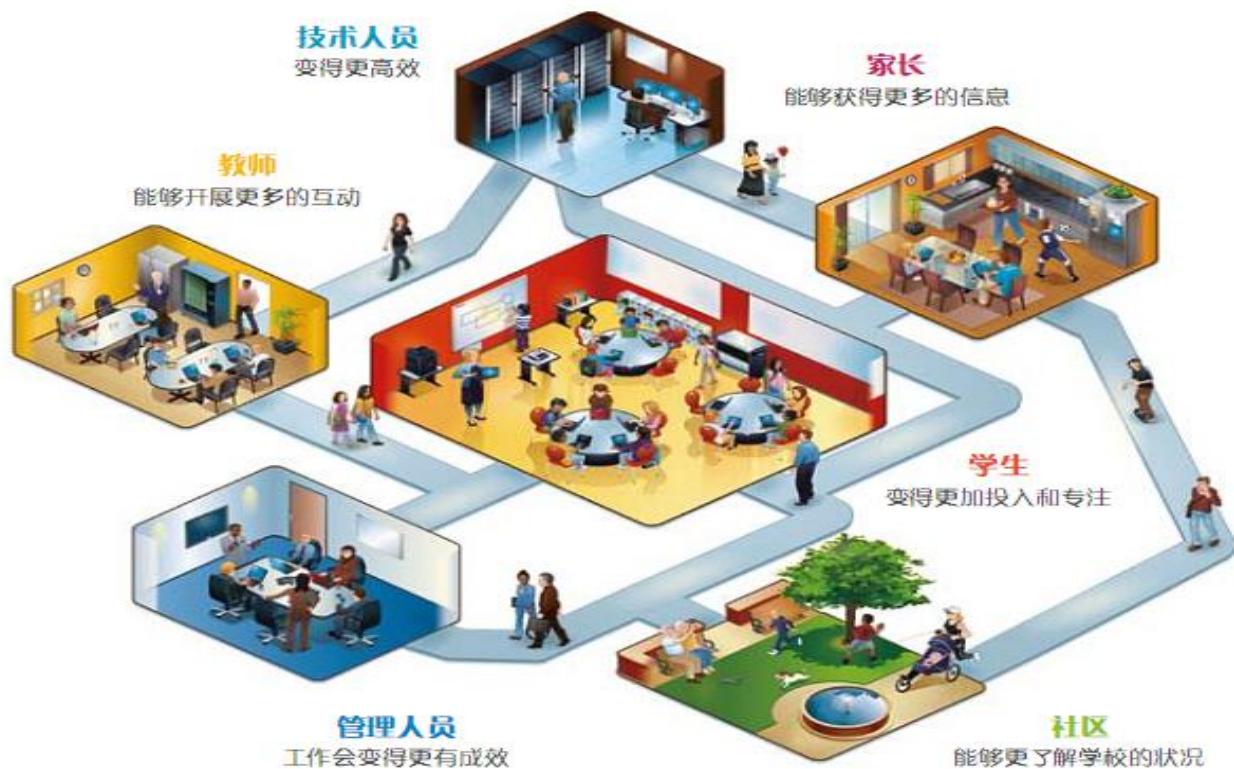 技术人员
变得更高效
家长
能够获得更多的信息
教师
能够开展更多的互动
学生
变得更加投入和专注
管理人员
工作会变得更有成效
社区
能够更了解学校的状况